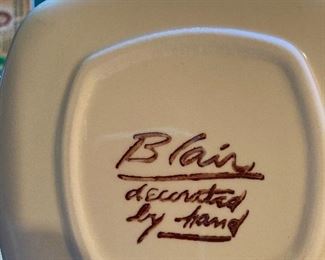 Blair
decorated
by hand